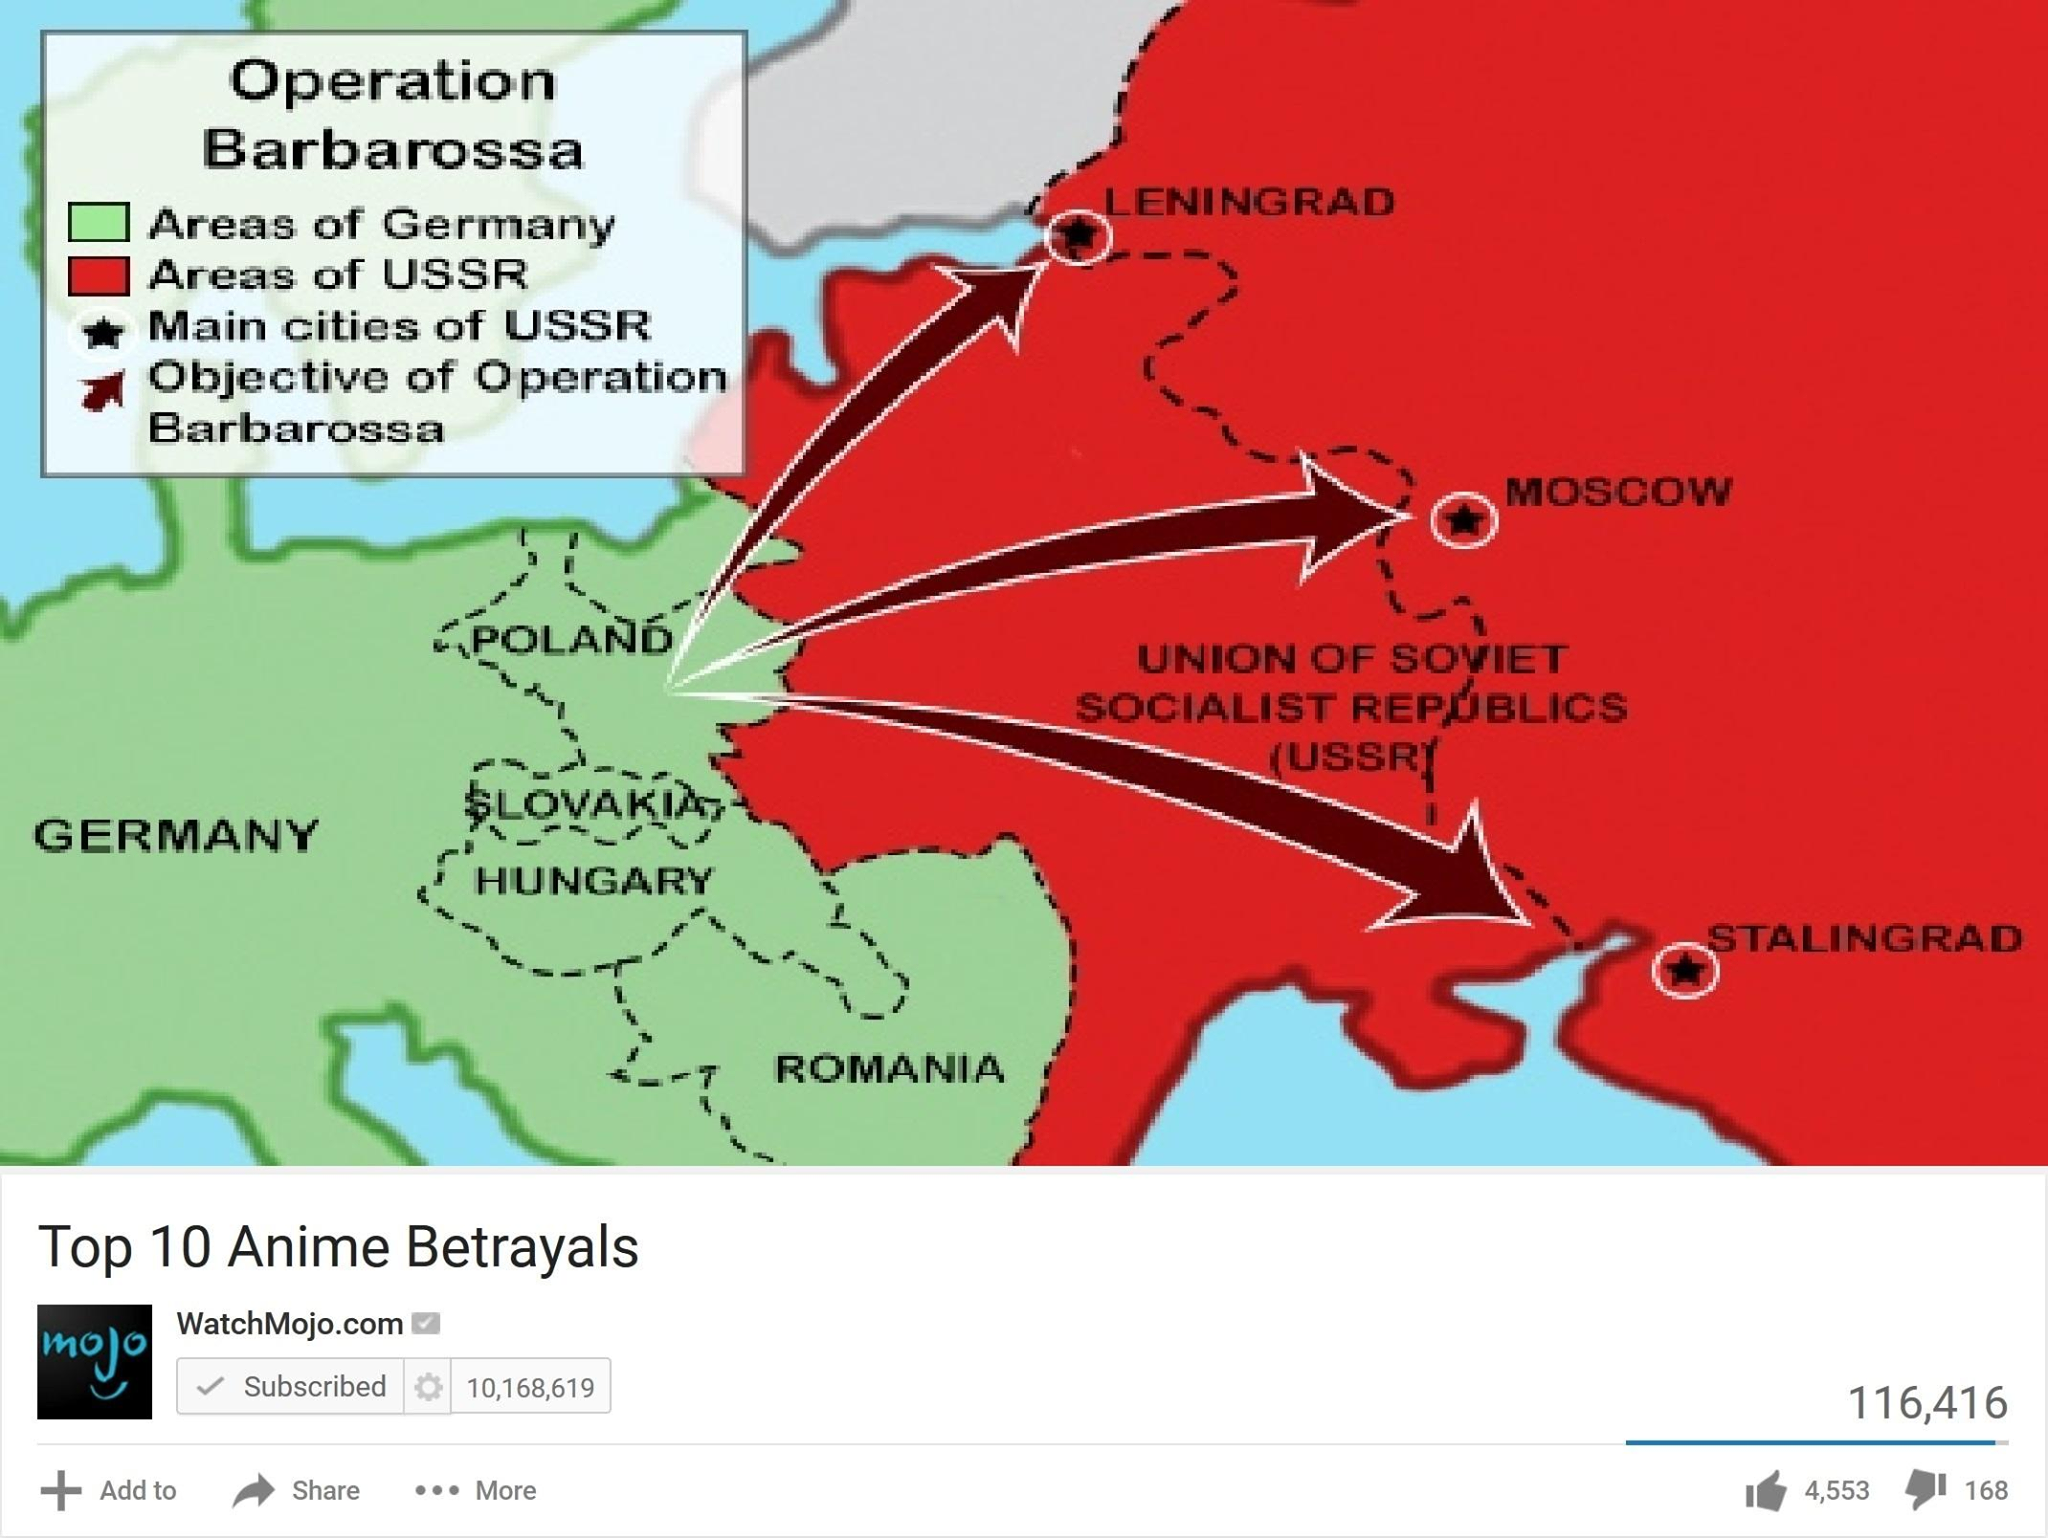 Operation
Barbarossa
Areas of Germany
Areas of USSR
Main cities of USSR
Objective of Operation
Barbarossa
LENINGRAD
MOSCOW
POLAND
UNION OF SOVIET
SOCIALIST REPUBLICS
(USSR)
SLOVAKIA
GERMANY
HUNGARY
STALINGRAD
ROMANIA
Top 10 Anime Betrayals
mojo
WatchMojo.com
Subscribed 10,168,619
116,416
Add to Share More 4,553 168